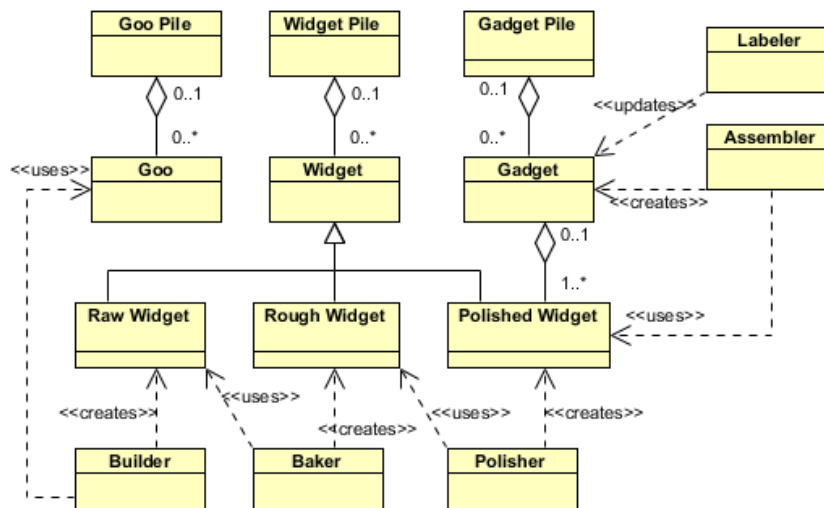 Goo Pile
Widget Pile
Gadget Pile
Labeler
0..1
0..1
0..1
<<updates>>
0..*
0..*
0..*
Assembler
<<uses>>
Goo
Widget
Gadget
<<creates>>
0..1
1..*
Raw Widget
Rough Widget
Polished Widget
<<uses>>
<<creates>>
<<uses>>
<<creates>>
<<uses>>
<<creates>>
Builder
Baker
Polisher